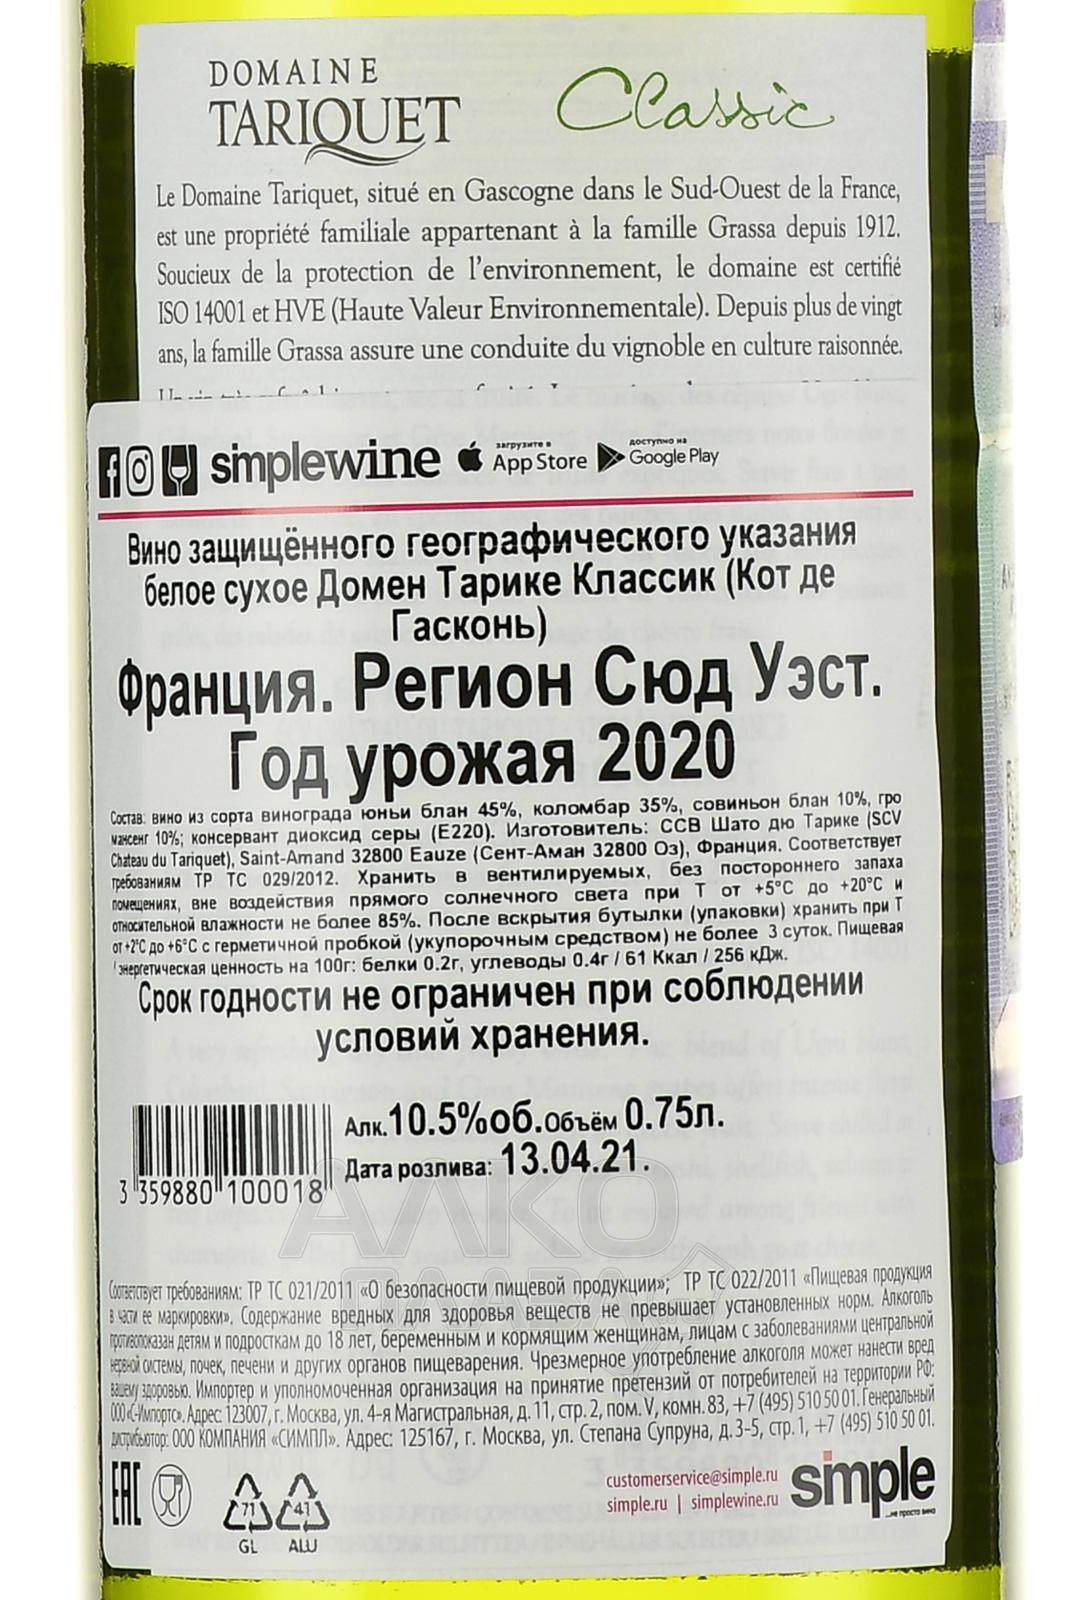 DOMAINE
TARIQUET
Classic
Le Domaine Tariquet, situé en Gascogne dans le Sud-Ouest de la France,
est une propriété familiale appartenant à la famille Grassa depuis 1912.
Soucieux de la protection de l'environnement, le domaine est certifié
ISO 14001 et HVE (Haute Valeur Environnementale). Depuis plus de vingt
ans, la famille Grassa assure une conduite du vignoble en culture raisonnée.
simplewine
загрузите в
App Store
доступно на
Google Play
Вино защищённого географического указания
белое сухое Домен Тарике Классик (Кот де
Гасконь)
Франция. Регион Сюд Уэст.
Год урожая 2020
Состав: вино из сорта винограда юньи блан 45%, коломбар 35%, совиньон блан 10%, гро
мансенг 10%; консервант диоксид серы (Е220). Изготовитель: ССВ Шато дю Тарике (SCV
Chateau du Tariquet), Saint-Amand 32800 Eauze (Сент-Аман 32800 Оз), Франция. Соответствует
требованиям ТР ТС 029/2012. Хранить в вентилируемых, без постороннего запаха
помещениях, вне воздействия прямого солнечного света при Т от +5°С до +20°С и
относительной влажности не более 85%. После вскрытия бутылки (упаковки) хранить при Т
от +2°С до +6°С с герметичной пробкой (укупорочным средством) не более 3 суток. Пищевая
энергетическая ценность на 100г: белки 0.2г, углеводы 0.4г / 61 Ккал / 256 кДж.
Срок годности не ограничен при соблюдении
условий хранения.
Алк.10.5%об.Объём 0.75л.
Дата розлива: 13.04.21.
3 359880 100018
Соответствует требованиям: ТР ТС 021/2011 «О безопасности пищевой продукции»; ТР ТС 022/2011 «Пищевая продукция
в части ее маркировки». Содержание вредных для здоровья веществ не превышает установленных норм. Алкоголь
противопоказан детям и подросткам до 18 лет, беременным и кормящим женщинам, лицам с заболеваниями центральной
нервной системы, почек, печени и других органов пищеварения. Чрезмерное употребление алкоголя может нанести вред
вашему здоровью. Импортер и уполномоченная организация на принятие претензий от потребителей на территории РФ:
ООО «С-Импортс». Адрес: 123007, г. Москва, ул. 4-я Магистральная, д. 11, стр. 2, пом. V, комн. 83, +7 (495) 510 50 01. Генеральный
дистрибьютор: ООО КОМПАНИЯ «СИМПЛ». Адрес: 125167, г. Москва, ул. Степана Супруна, д. 3-5, стр. 1, +7 (495) 510 50 01.
EAC
71
GL
41
ALU
customerservice@simple.ru
simple.ru | simplewine.ru
simple
...не просто вино